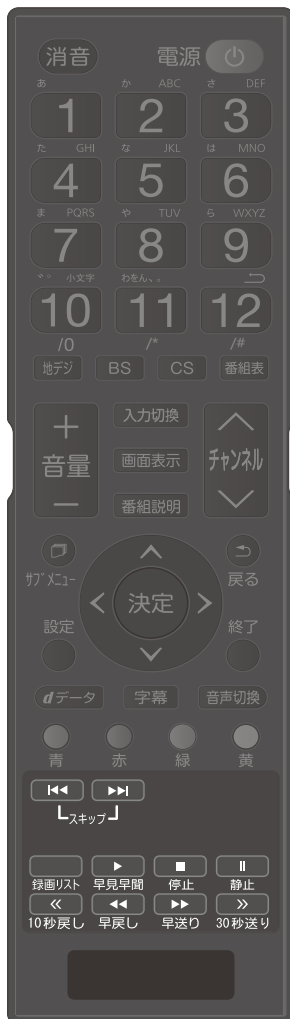 消音 電源
あ か ABC さ DEF
1 2 3
た GHI な JKL は MNO
4 5 6
ま PQRS や TUV ら WXYZ
7 8 9
゛゜ 小文字 わをん、。
10 11 12
/0 /* /#
地デジ BS CS 番組表
+ 入力切換
音量 画面表示 チャンネル
− 番組説明
サブメニュー 戻る
決定
設定 終了
dデータ 字幕 音声切換
青 赤 緑 黄
スキップ
録画リスト 早見早聞 停止 静止
10秒戻し 早戻し 早送り 30秒送り